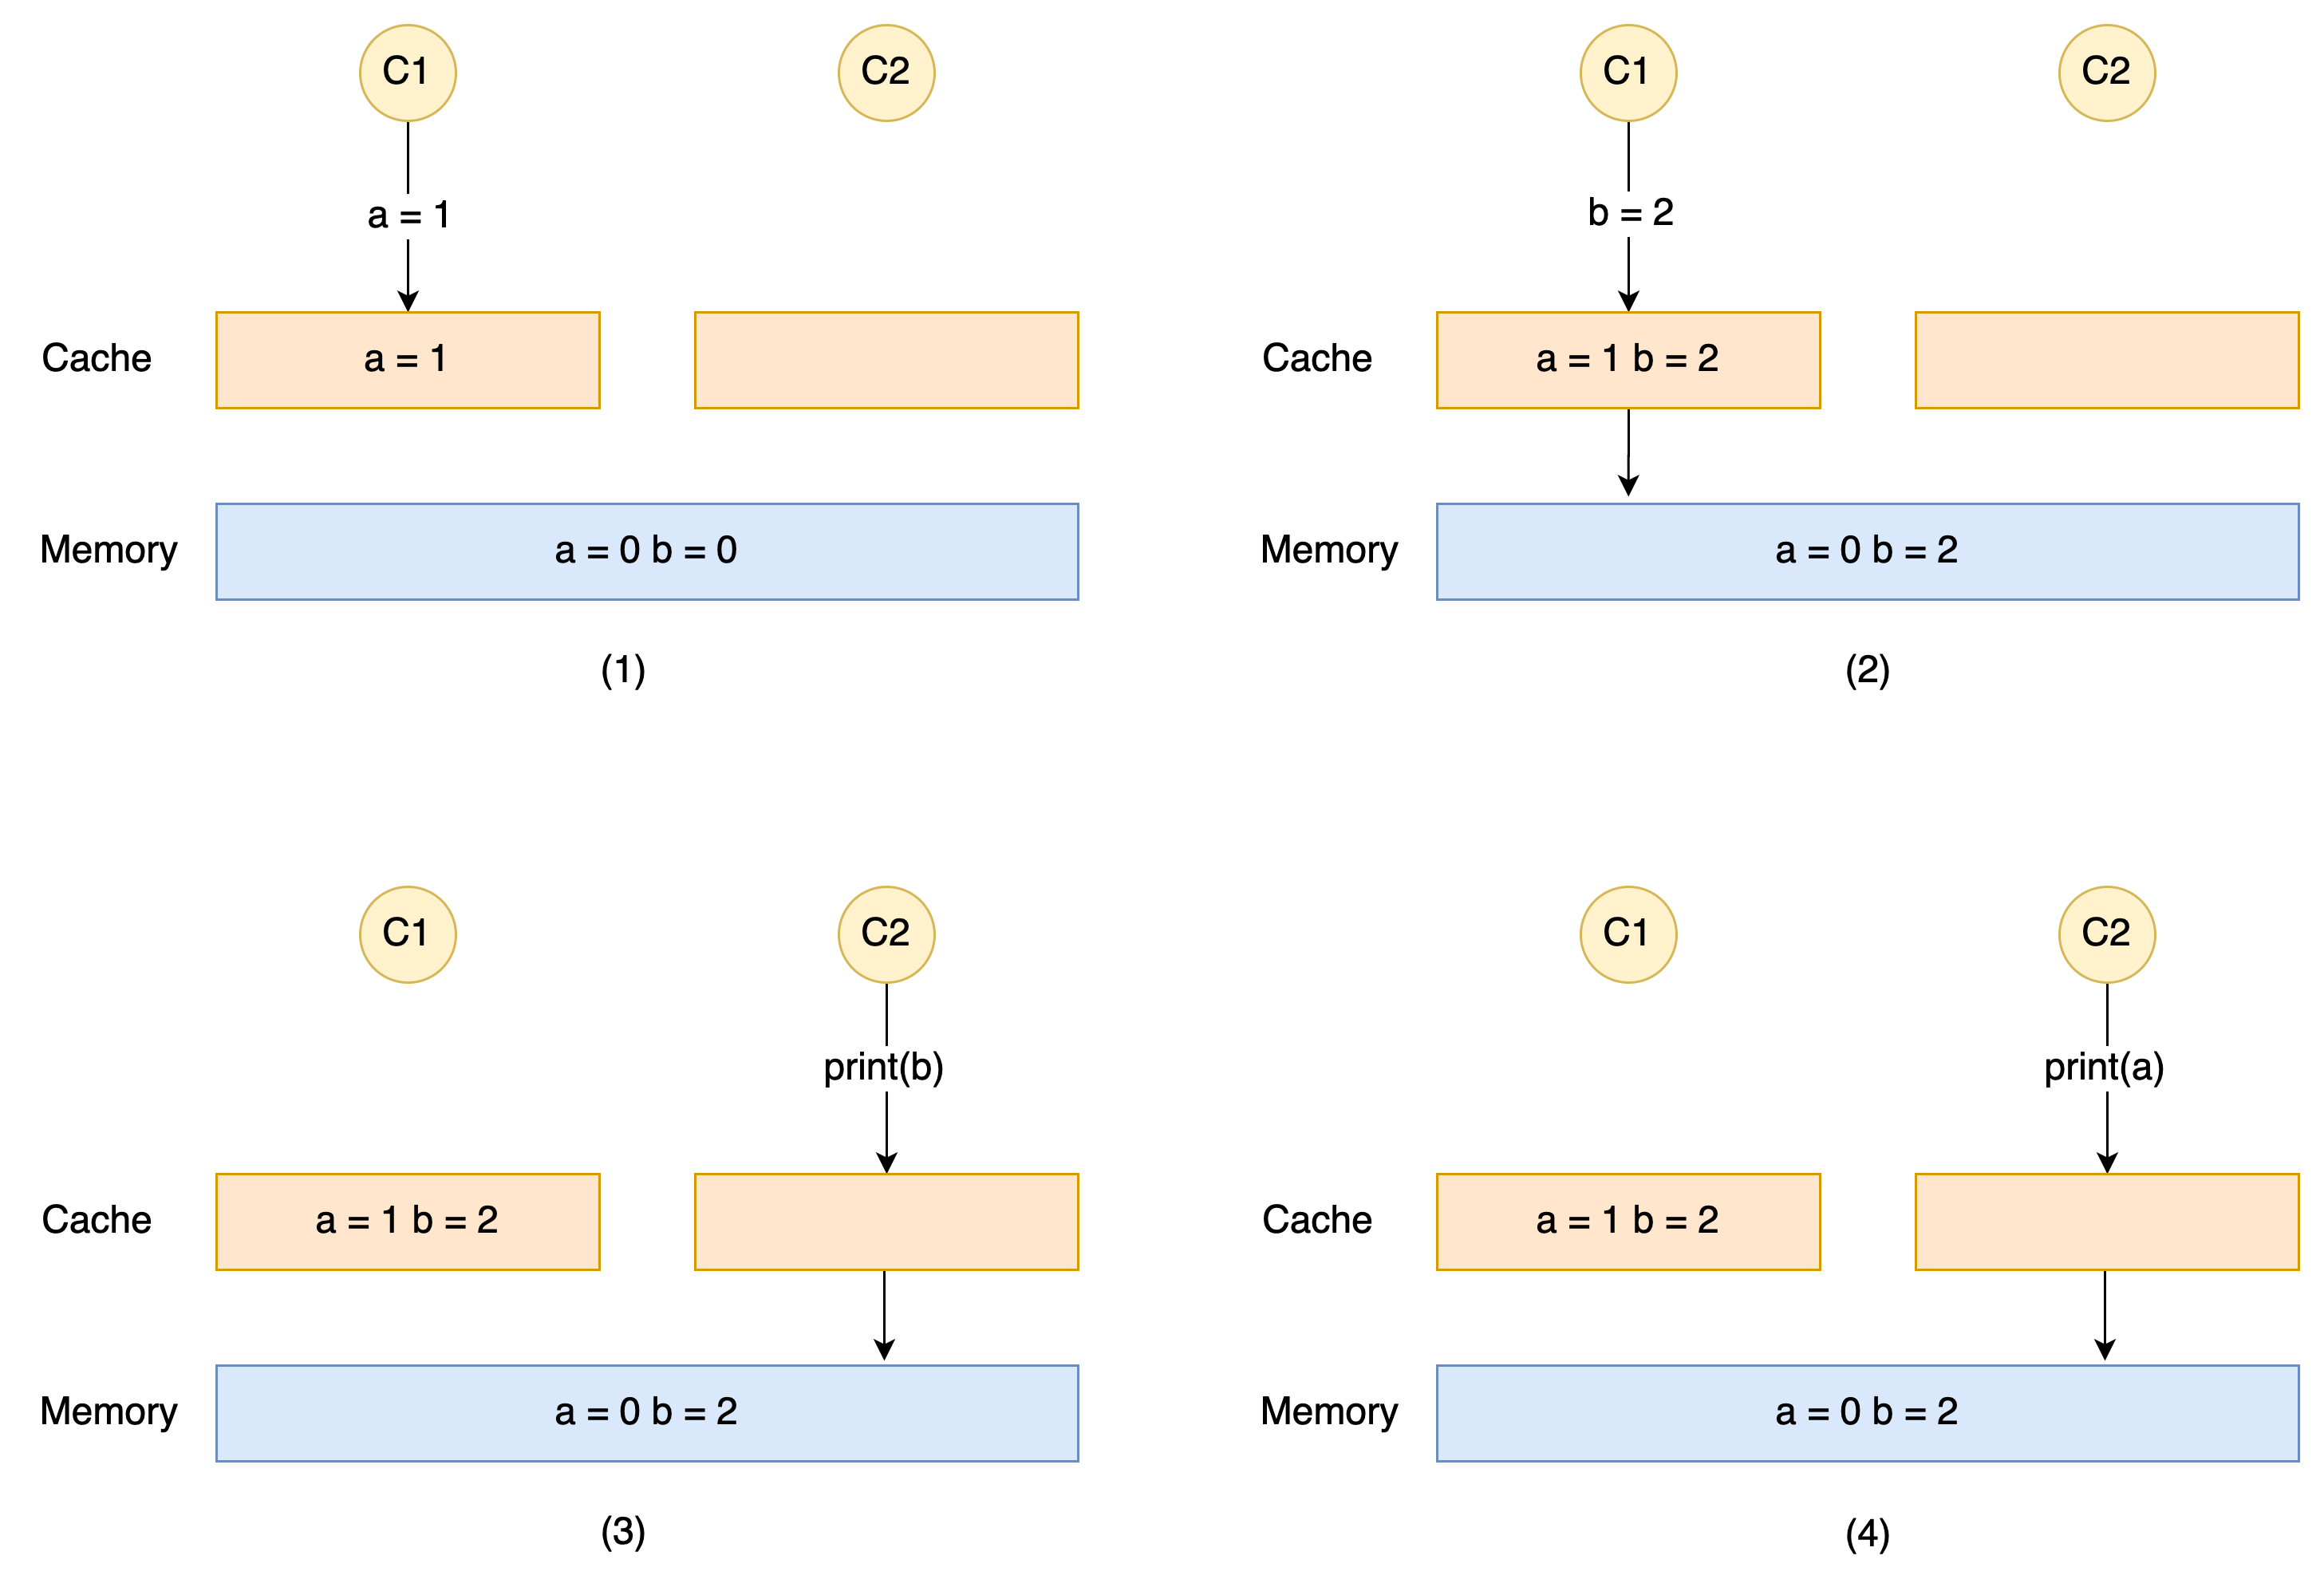 C1
C2
a = 1
Cache
a = 1
Memory
a = 0 b = 0
(1)
C1
C2
b = 2
Cache
a = 1 b = 2
Memory
a = 0 b = 2
(2)
C1
C2
print(b)
Cache
a = 1 b = 2
Memory
a = 0 b = 2
(3)
C1
C2
print(a)
Cache
a = 1 b = 2
Memory
a = 0 b = 2
(4)